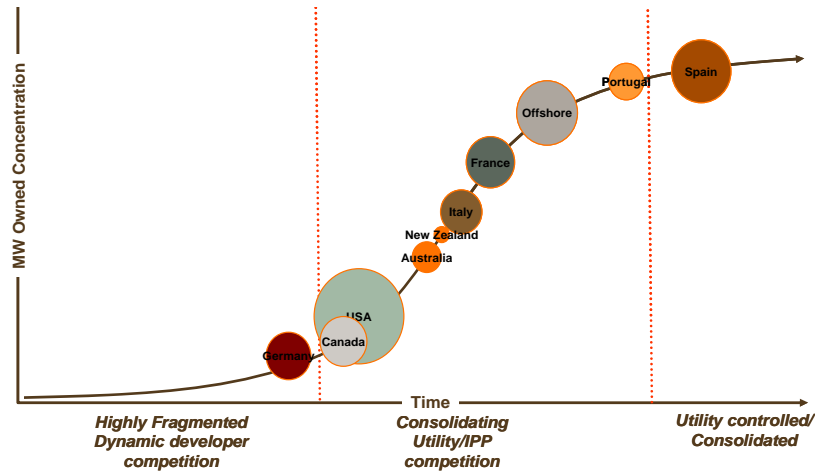 MW Owned Concentration
Portugal
Spain
Offshore
France
Italy
New Zealand
Australia
USA
Canada
Germany
Time
Highly Fragmented
Dynamic developer
competition
Consolidating
Utility/IPP
competition
Utility controlled/
Consolidated